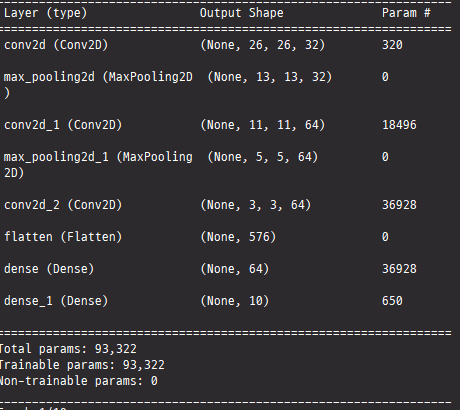 =================================================================
Layer (type) Output Shape Param #
=================================================================
conv2d (Conv2D) (None, 26, 26, 32) 320
max_pooling2d (MaxPooling2D (None, 13, 13, 32) 0
)
conv2d_1 (Conv2D) (None, 11, 11, 64) 18496
max_pooling2d_1 (MaxPooling (None, 5, 5, 64) 0
2D)
conv2d_2 (Conv2D) (None, 3, 3, 64) 36928
flatten (Flatten) (None, 576) 0
dense (Dense) (None, 64) 36928
dense_1 (Dense) (None, 10) 650
=================================================================
Total params: 93,322
Trainable params: 93,322
Non-trainable params: 0
_________________________________________________________________